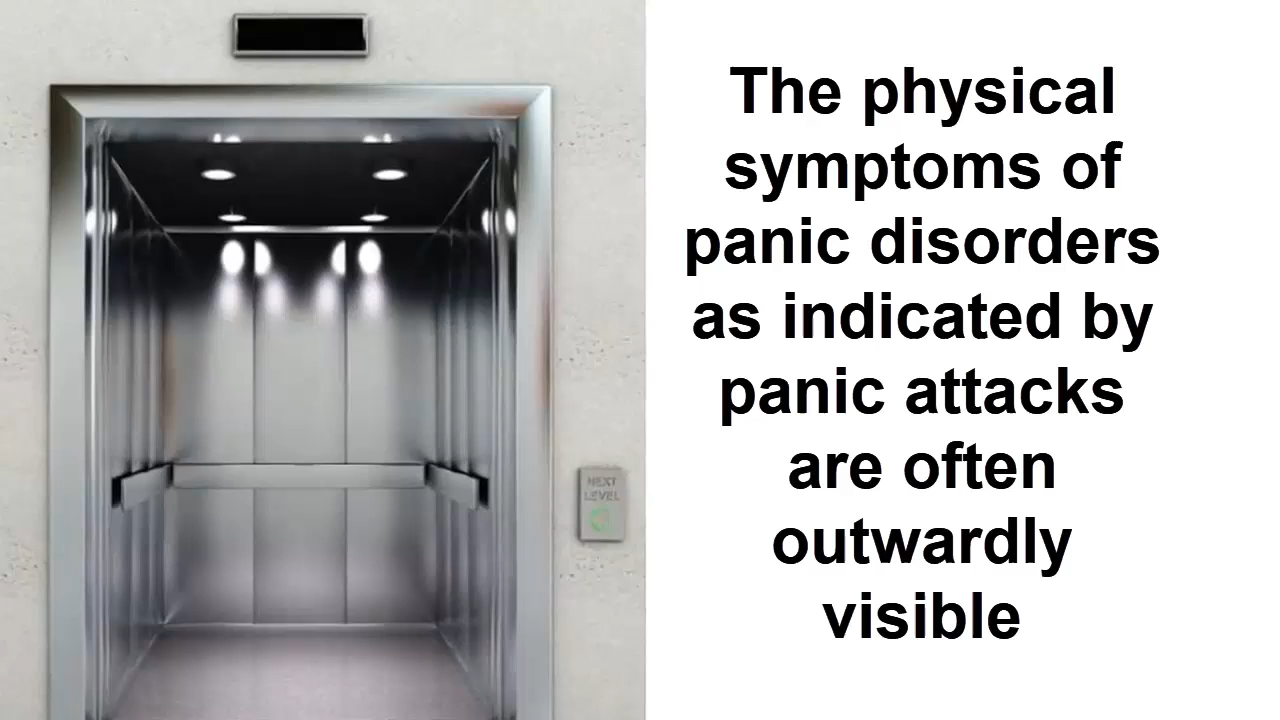 The physical
symptoms of
panic disorders
as indicated by
panic attacks
are often
outwardly
visible
NEXT
LEVEL